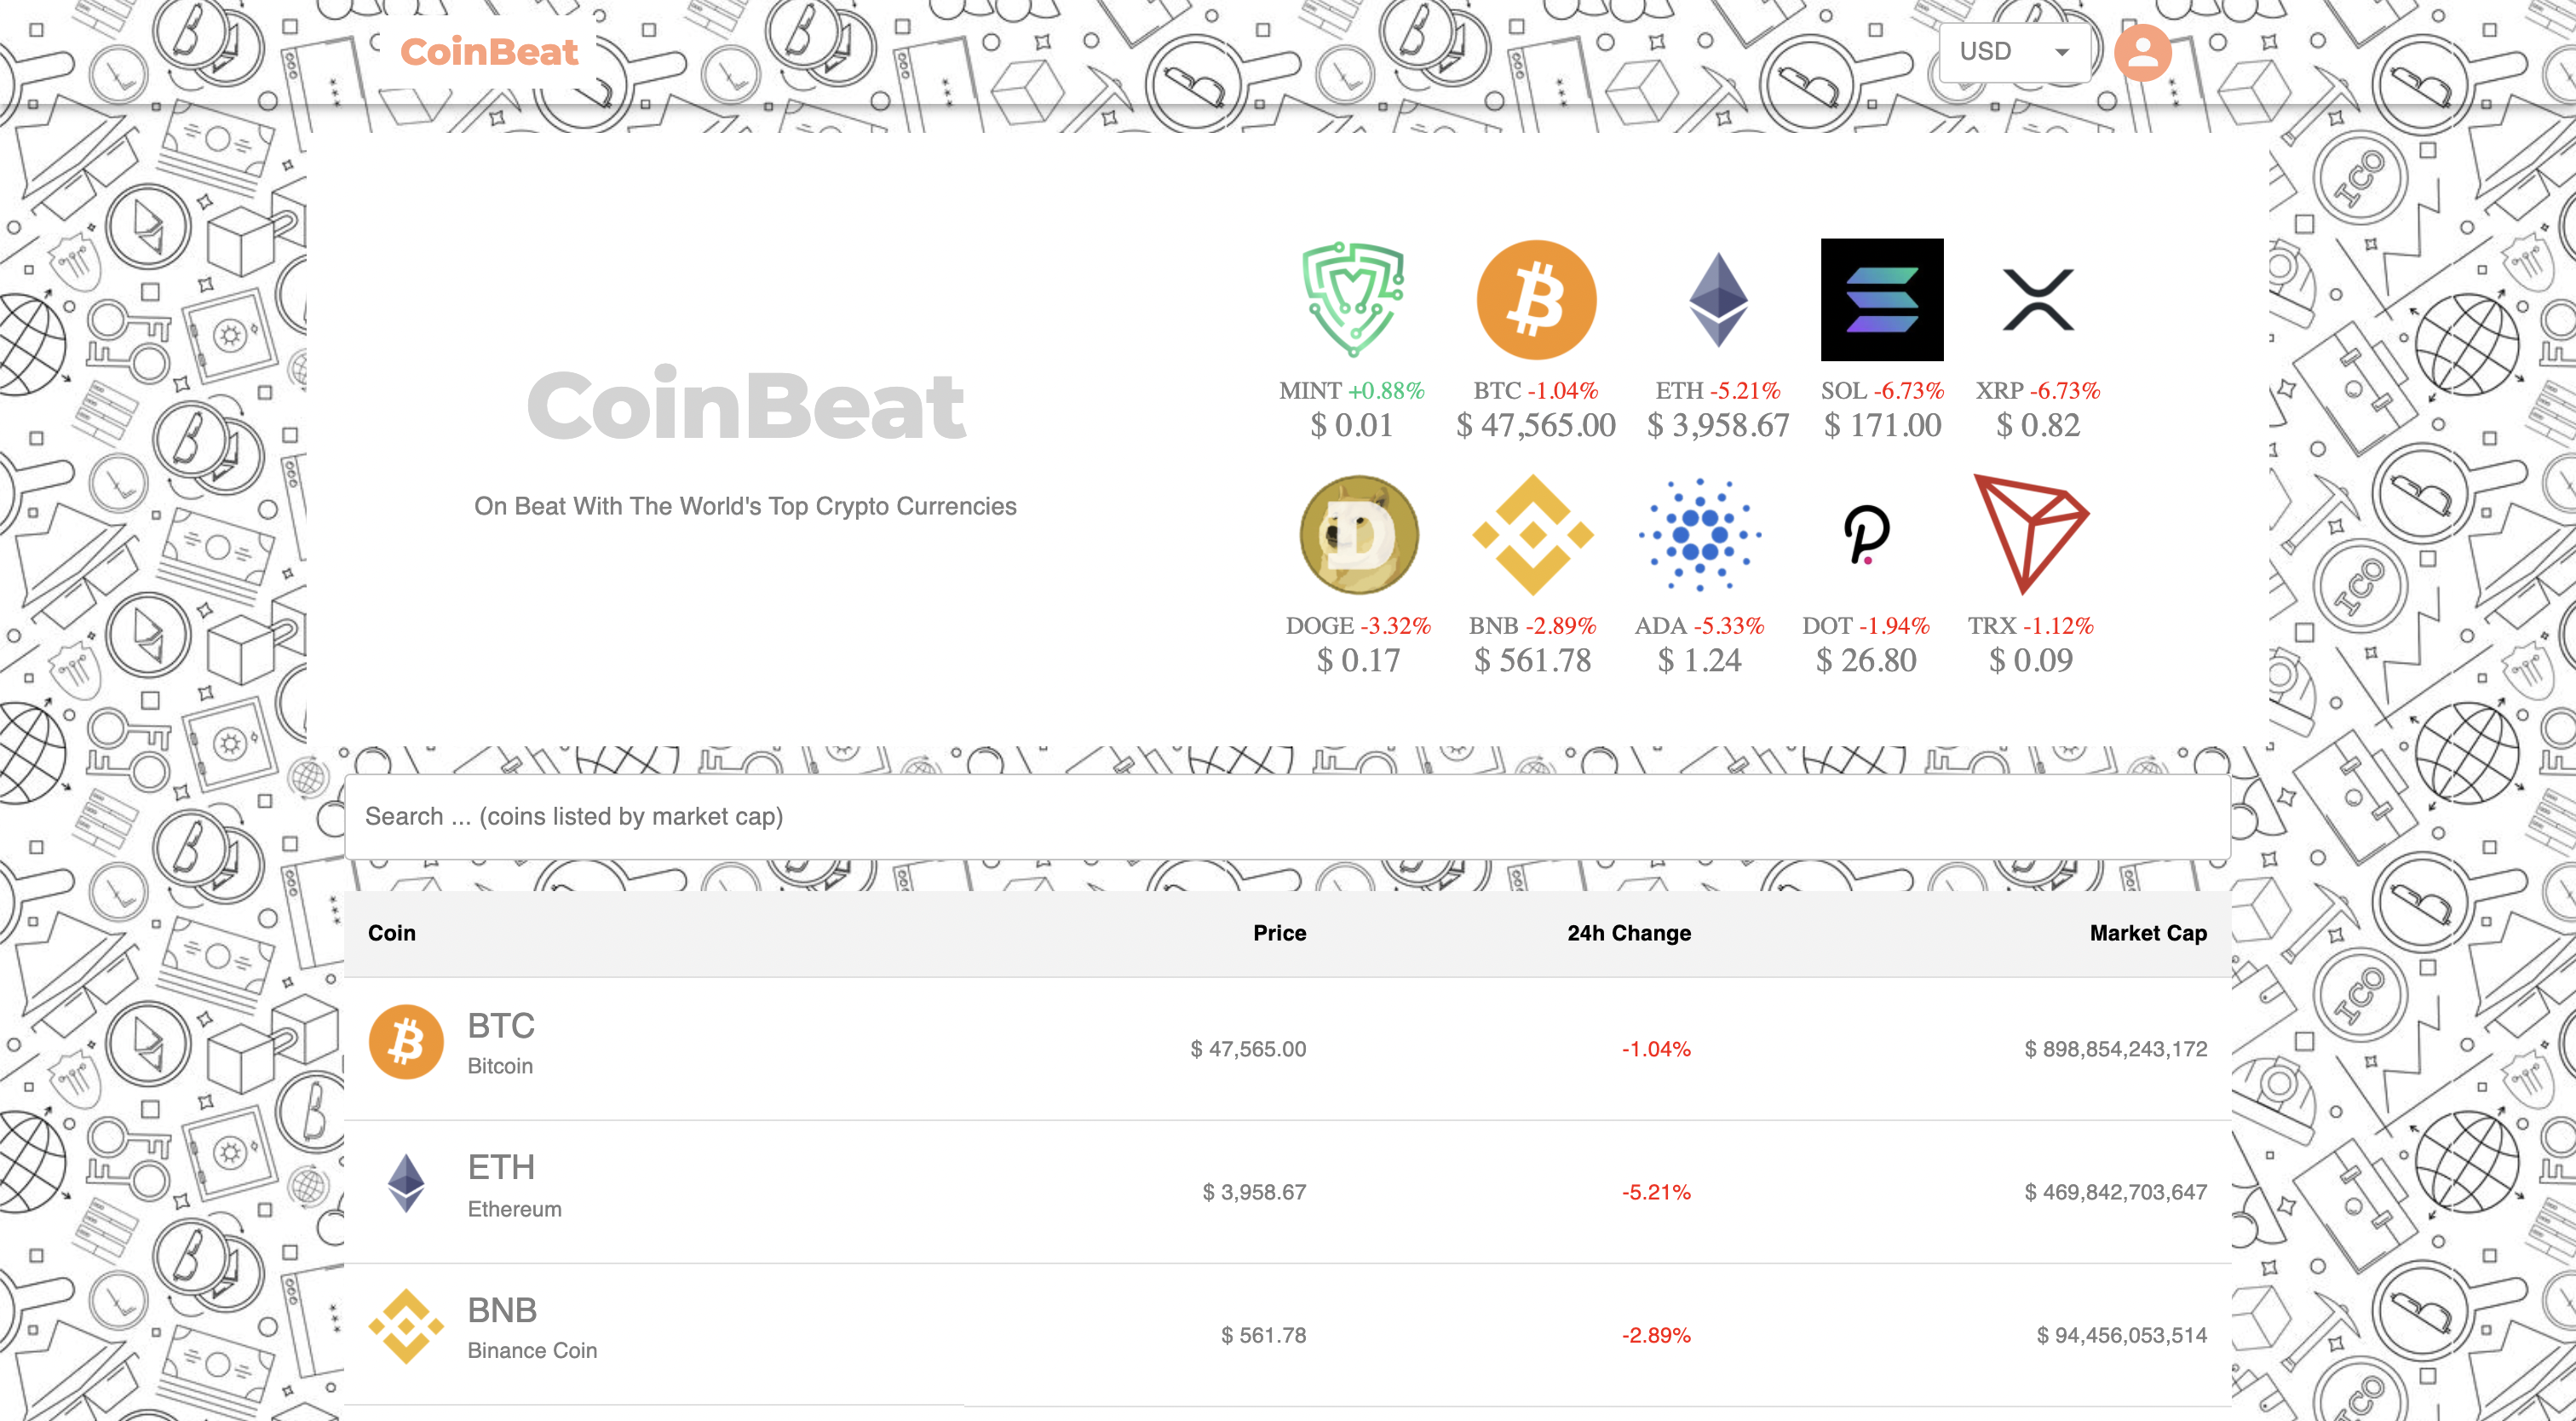 CoinBeat
USD
CoinBeat
On Beat With The World's Top Crypto Currencies
MINT +0.88% BTC -1.04% ETH -5.21% SOL -6.73% XRP -6.73%
$ 0.01 $ 47,565.00 $ 3,958.67 $ 171.00 $ 0.82
DOGE -3.32% BNB -2.89% ADA -5.33% DOT -1.94% TRX -1.12%
$ 0.17 $ 561.78 $ 1.24 $ 26.80 $ 0.09
Search ... (coins listed by market cap)
Coin Price 24h Change Market Cap
BTC
Bitcoin
$ 47,565.00 -1.04% $ 898,854,243,172
ETH
Ethereum
$ 3,958.67 -5.21% $ 469,842,703,647
BNB
Binance Coin
$ 561.78 -2.89% $ 94,456,053,514
ICO
ICO
ICO
ICO